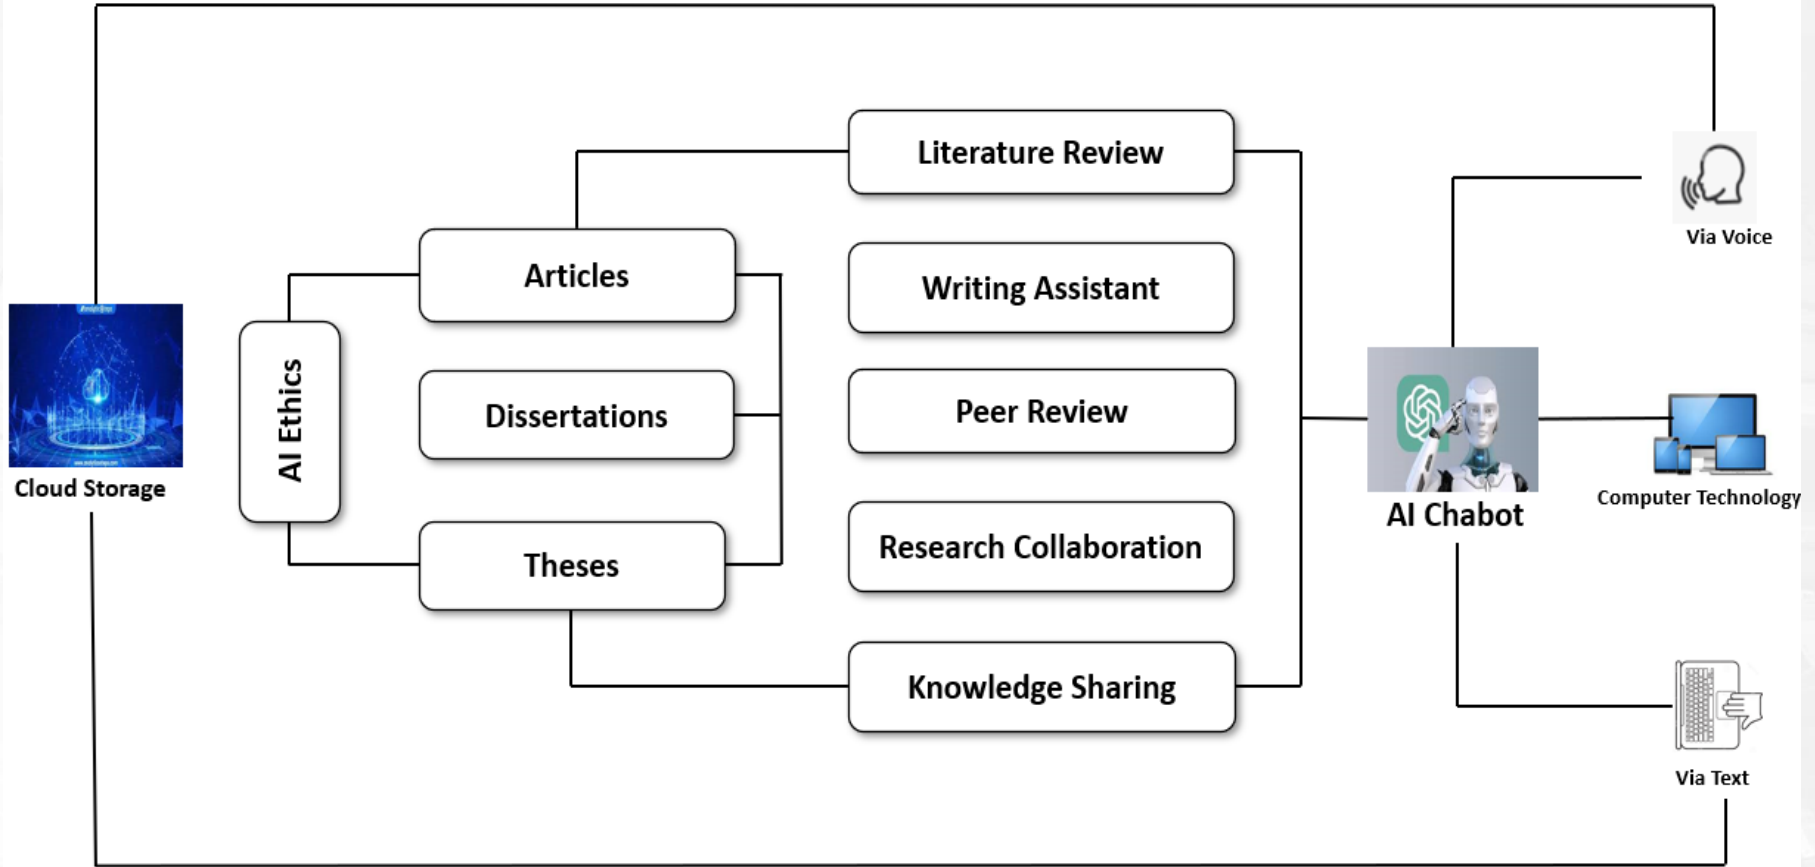 Literature Review
Via Voice
Articles
Writing Assistant
AI Ethics
Dissertations
Peer Review
Cloud Storage
AI Chabot
Computer Technology
Theses
Research Collaboration
Knowledge Sharing
Via Text